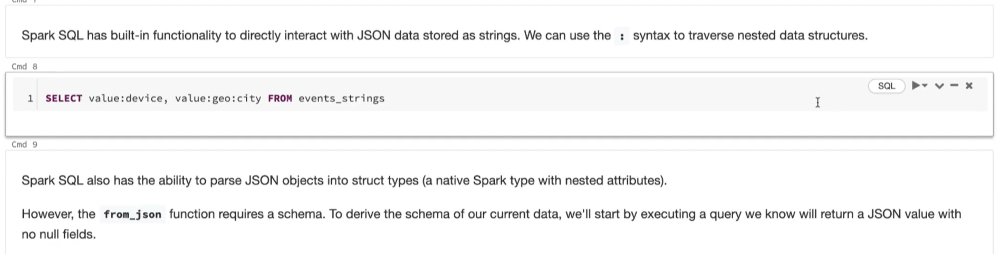 Spark SQL has built-in functionality to directly interact with JSON data stored as strings. We can use the : syntax to traverse nested data structures.
Cmd 8
SQL
1 SELECT value:device, value:geo:city FROM events_strings
Cmd 9
Spark SQL also has the ability to parse JSON objects into struct types (a native Spark type with nested attributes).
However, the from_json function requires a schema. To derive the schema of our current data, we'll start by executing a query we know will return a JSON value with
no null fields.